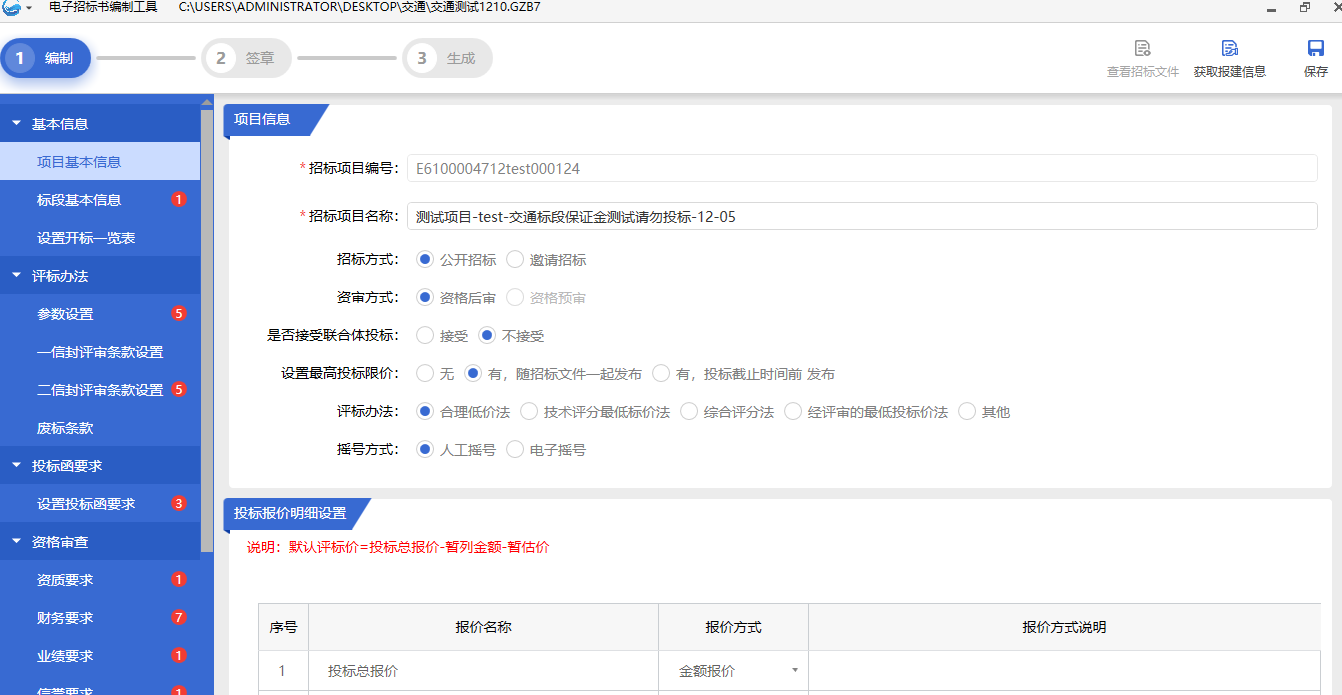 电子招标书编制工具 C:\USERS\ADMINISTRATOR\DESKTOP\交通\交通测试1210.GZB7
1 编制 2 签章 3 生成
查看招标文件 获取报建信息 保存
基本信息
项目基本信息
标段基本信息 1
设置开标一览表
评标办法
参数设置 5
一信封评审条款设置
二信封评审条款设置 5
废标条款
投标函要求
设置投标函要求 3
资格审查
资质要求 1
财务要求 7
业绩要求 1
信誉要求 1
项目信息
*招标项目编号: E6100004712test000124
*招标项目名称: 测试项目-test-交通标段保证金测试请勿投标-12-05
招标方式: 公开招标 邀请招标
资审方式: 资格后审 资格预审
是否接受联合体投标: 接受 不接受
设置最高投标限价: 无 有，随招标文件一起发布 有，投标截止时间前 发布
评标办法: 合理低价法 技术评分最低标价法 综合评分法 经评审的最低投标价法 其他
摇号方式: 人工摇号 电子摇号
投标报价明细设置
说明：默认评标价=投标总报价-暂列金额-暂估价
序号 报价名称 报价方式 报价方式说明
1 投标总报价 金额报价